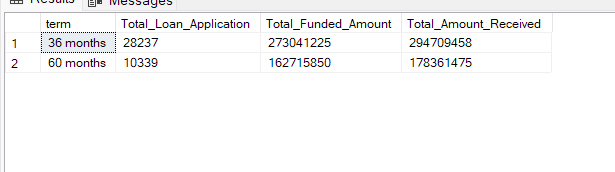 Results Messages
term Total_Loan_Application Total_Funded_Amount Total_Amount_Received
1 36 months 28237 273041225 294709458
2 60 months 10339 162715850 178361475